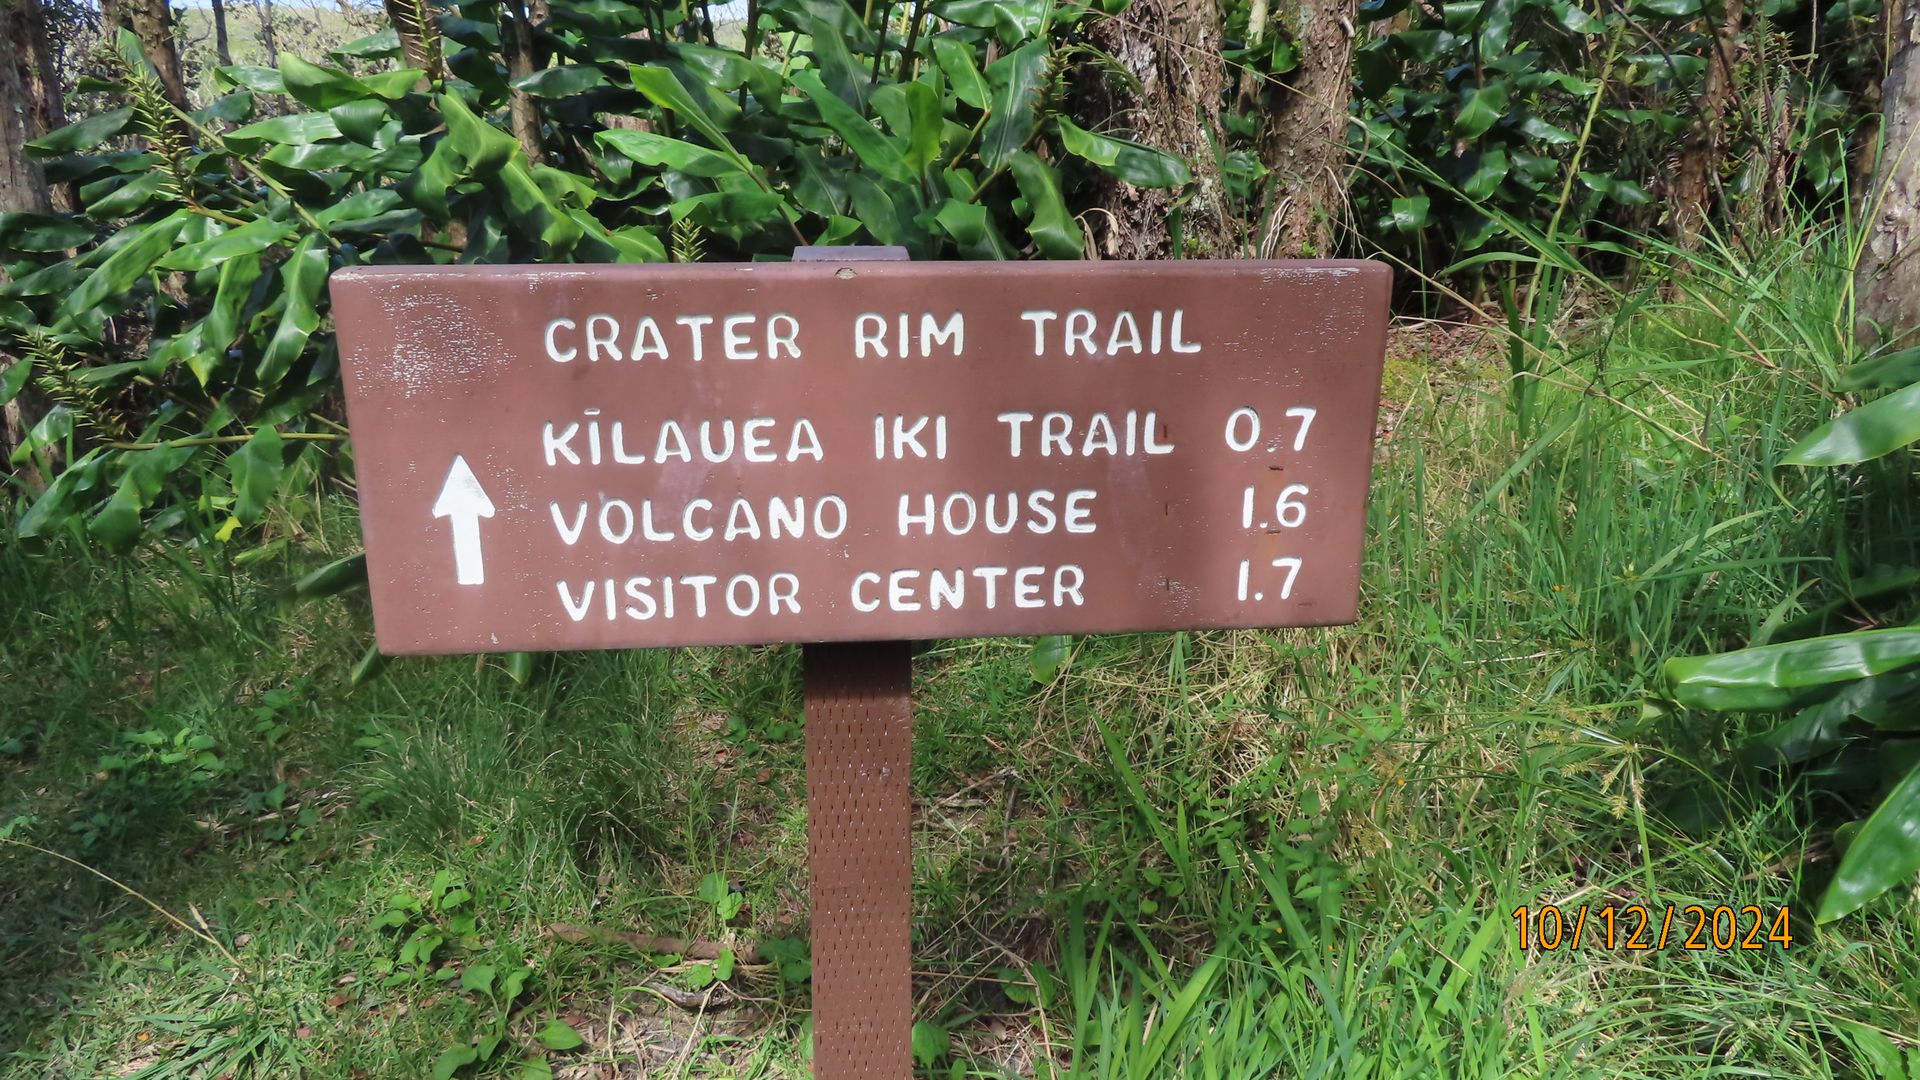 CRATER RIM TRAIL
KĪLAUEA IKI TRAIL 0.7
VOLCANO HOUSE 1.6
VISITOR CENTER 1.7
10/12/2024